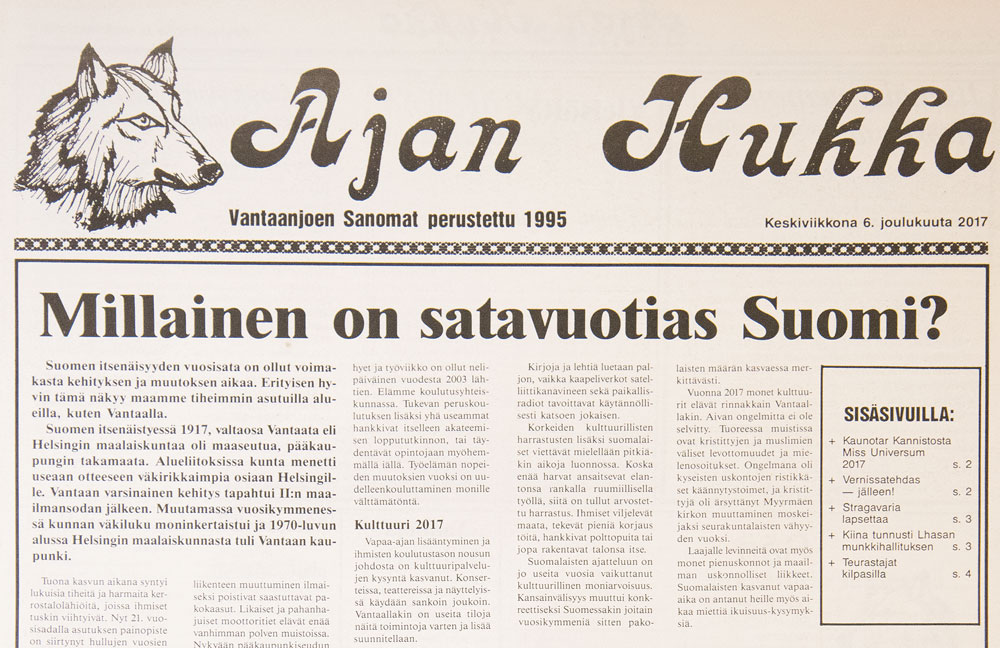 Ajan Hukka
Vantaanjoen Sanomat perustettu 1995
Keskiviikkona 6. joulukuuta 2017
Millainen on satavuotias Suomi?
Suomen itsenäisyyden vuosisata on ollut voima-
kasta kehityksen ja muutoksen aikaa. Erityisen hy-
vin tämä näkyy maamme tiheimmin asutuilla alu-
eilla, kuten Vantaalla.
Suomen itsenäistyessä 1917, valtaosa Vantaata eli
Helsingin maalaiskuntaa oli maaseutua, pääkau-
pungin takamaata. Alueliitoksissa kunta menetti
useaan otteeseen väkirikkaimpia osiaan Helsingil-
le. Vantaan varsinainen kehitys tapahtui II:n maa-
ilmansodan jälkeen. Muutamassa vuosikymmenes-
sä kunnan väkiluku moninkertaistui ja 1970-luvun
alussa Helsingin maalaiskunnasta tuli Vantaan kau-
punki.
Tuona kasvun aikana syntyi
lukuisia tiheitä ja harmaita ker-
rostalolähiöitä, joissa ihmiset
tuskin viihtyivät. Nyt 21. vuo-
sisadalla asutuksen painopiste
on siirtynyt hullujen vuosien
liikenteen muuttuminen ilmai-
seksi poistivat saastuttavat pa-
kokaasut. Likaiset ja pahanha-
juiset moottoritiet elävät enää
vanhimman polven muistoissa.
Nykyään pääkaupunkiseudun
hyet ja työviikko on ollut neli-
päiväinen vuodesta 2003 läh-
tien. Elämme koulutusyhteis-
kunnassa. Tukevan peruskou-
lutuksen lisäksi yhä useammat
hankkivat itselleen akateemi-
sen loppututkinnon, tai täy-
dentävät opintojaan myöhem-
mällä iällä. Työelämän nopei-
den muutoksien vuoksi on uu-
delleenkouluttaminen monille
välttämätöntä.
Kulttuuri 2017
Vapaa-ajan lisääntyminen ja
ihmisten koulutustason nousun
johdosta on kulttuuripalvelu-
jen kysyntä kasvanut. Konser-
teissa, teattereissa ja näyttelyis-
sä käydään sankoin joukoin.
Vantaallakin on useita tiloja
näitä toimintoja varten ja lisää
suunnitellaan.
Kirjoja ja lehtiä luetaan pal-
jon, vaikka kaapeliverkot satel-
liittikanavineen sekä paikallis-
radiot tavoittavat käytännölli-
sesti katsoen jokaisen.
Korkeiden kulttuurillisten
harrastusten lisäksi suomalai-
set viettävät mielellään pitkiä-
kin aikoja luonnossa. Koska
enää harvat ansaitsevat elan-
tonsa rankalla ruumiillisella
työllä, siitä on tullut arvostet-
tu harrastus. Ihmiset viljelevät
maata, tekevät pieniä korjaus
töitä, hankkivat polttopuita tai
jopa rakentavat talonsa itse.
Suomalaisten ajatteluun on
jo useita vuosia vaikuttanut
kulttuurillinen moniarvoisuus.
Kansainvälisyys muuttui konk-
reettiseksi Suomessakin joitain
vuosikymmeniä sitten pako-
laisten määrän kasvaessa mer-
kittävästi.
Vuonna 2017 monet kulttuu-
rit elävät rinnakkain Vantaal-
lakin. Aivan ongelmitta ei ole
selvitty. Tuoreessa muistissa
ovat kristittyjen ja muslimien
väliset levottomuudet ja mie-
lenosoitukset. Ongelmana oli
kyseisten uskontojen ristikkä-
set käännytystoimet, ja kristit-
tyjä oli ärsyttänyt Myyrmäen
kirkon muuttaminen moskei-
jaksi seurakuntalaisten vähyy-
den vuoksi.
Laajalle levinneitä ovat myös
monet pienuskonnot ja maail-
man uskonnolliset liikkeet.
Suomalaisten kasvanut vapaa-
aika on antanut heille myös ai-
kaa miettiä ikuisuus-kysymyk-
siä.
SISÄSIVUILLA:
+ Kaunotar Kannistosta
Miss Universum
2017 s. 2
+ Vernissatehdas
— jälleen! s. 2
+ Stragavaria
lapsettaa s. 3
+ Kiina tunnusti Lhasan
munkkihallituksen s. 3
+ Teurastajat
kilpasilla s. 4